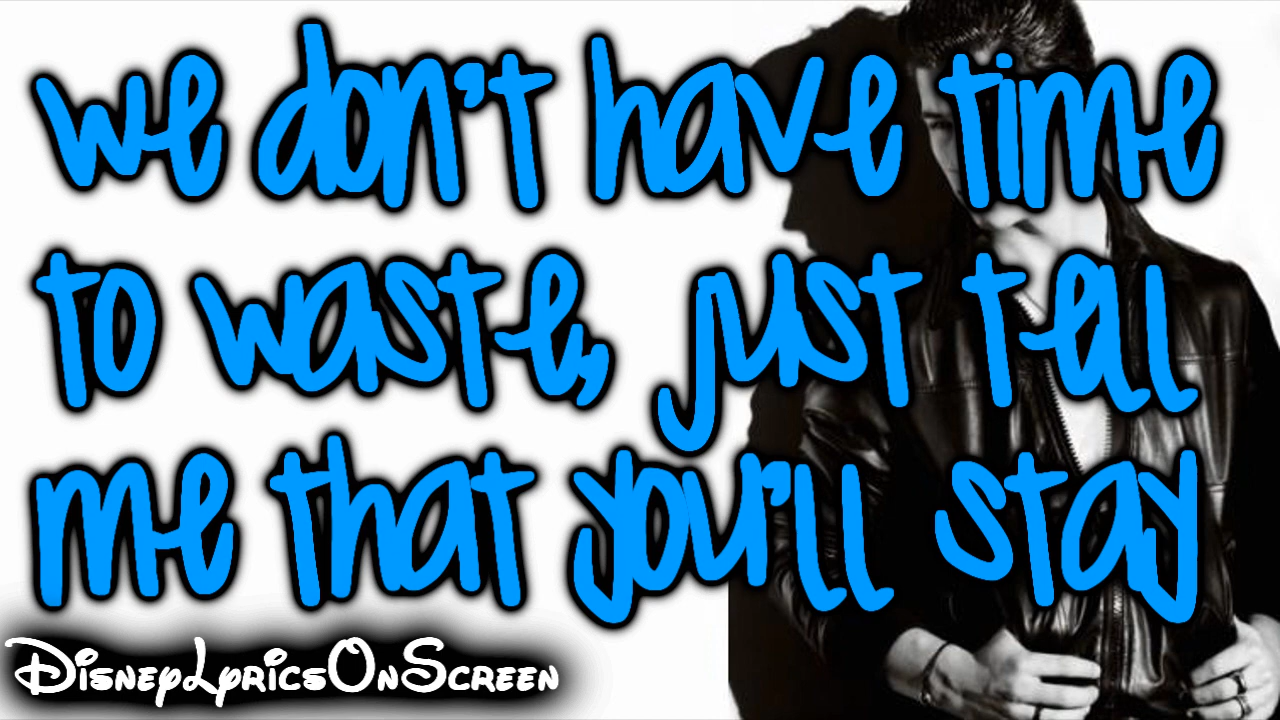 we don't have time
to waste, just tell
me that you'll stay
DisneyLyricsOnScreen